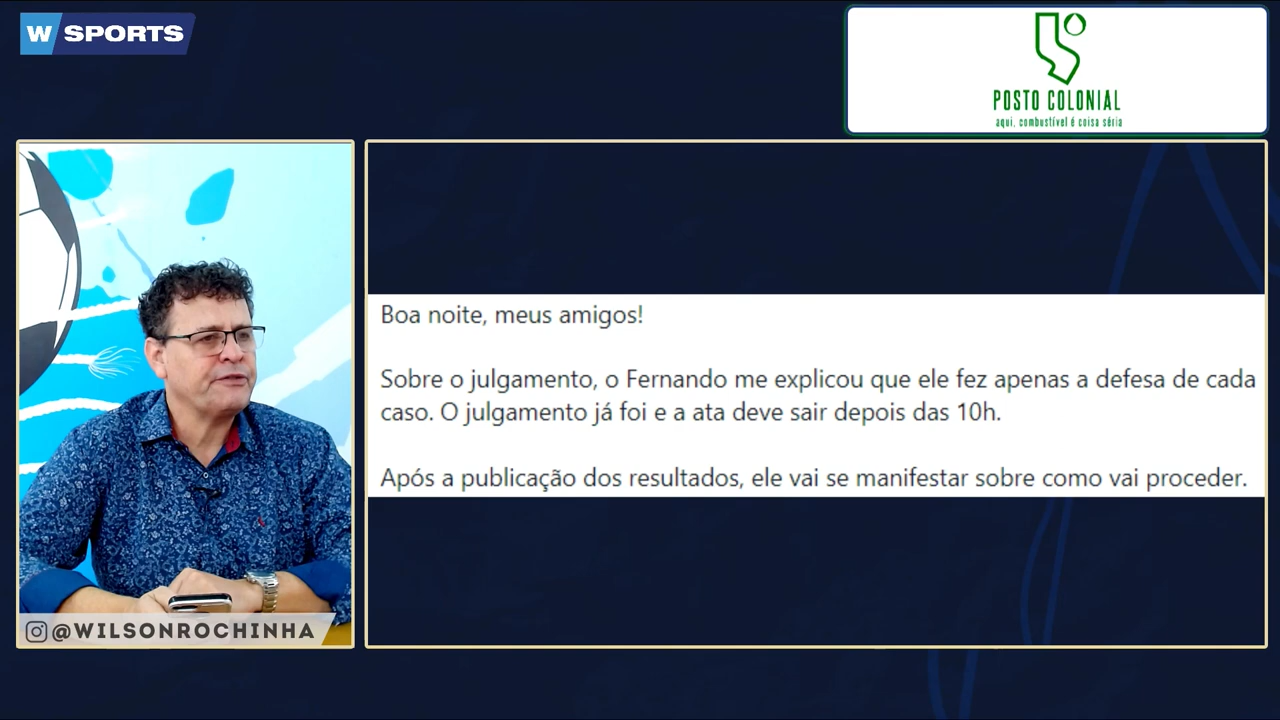 W SPORTS
POSTO COLONIAL
aqui, combustível é coisa séria
Boa noite, meus amigos!
Sobre o julgamento, o Fernando me explicou que ele fez apenas a defesa de cada
caso. O julgamento já foi e a ata deve sair depois das 10h.
Após a publicação dos resultados, ele vai se manifestar sobre como vai proceder.
@WILSONROCHINHA